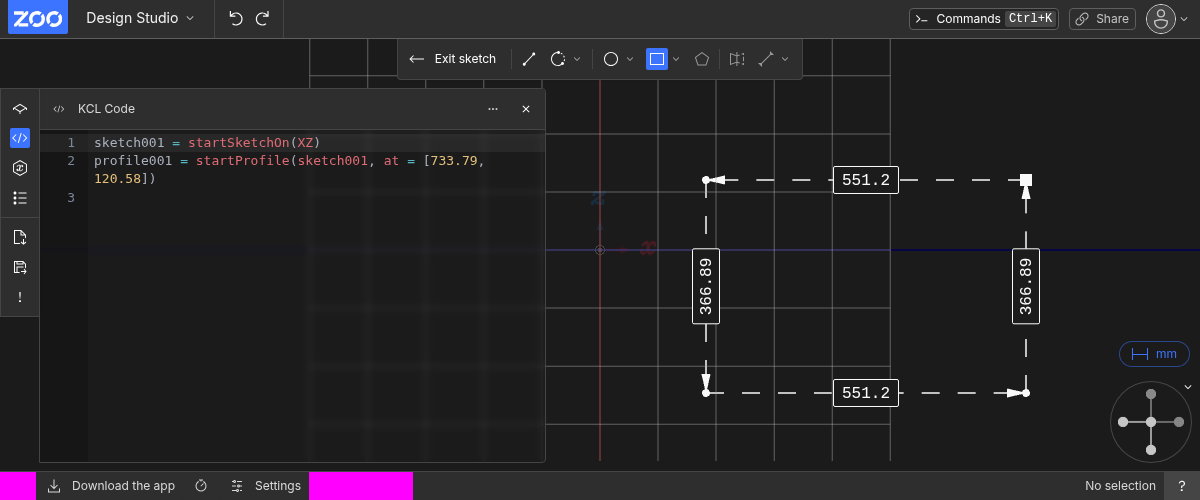 ZOO
Design Studio
Commands Ctrl+K
Share
Exit sketch
KCL Code
1 sketch001 = startSketchOn(XZ)
2 profile001 = startProfile(sketch001, at = [733.79,
120.58])
3
z
x
551.2
366.89
366.89
551.2
mm
!
Download the app
Settings
No selection
?